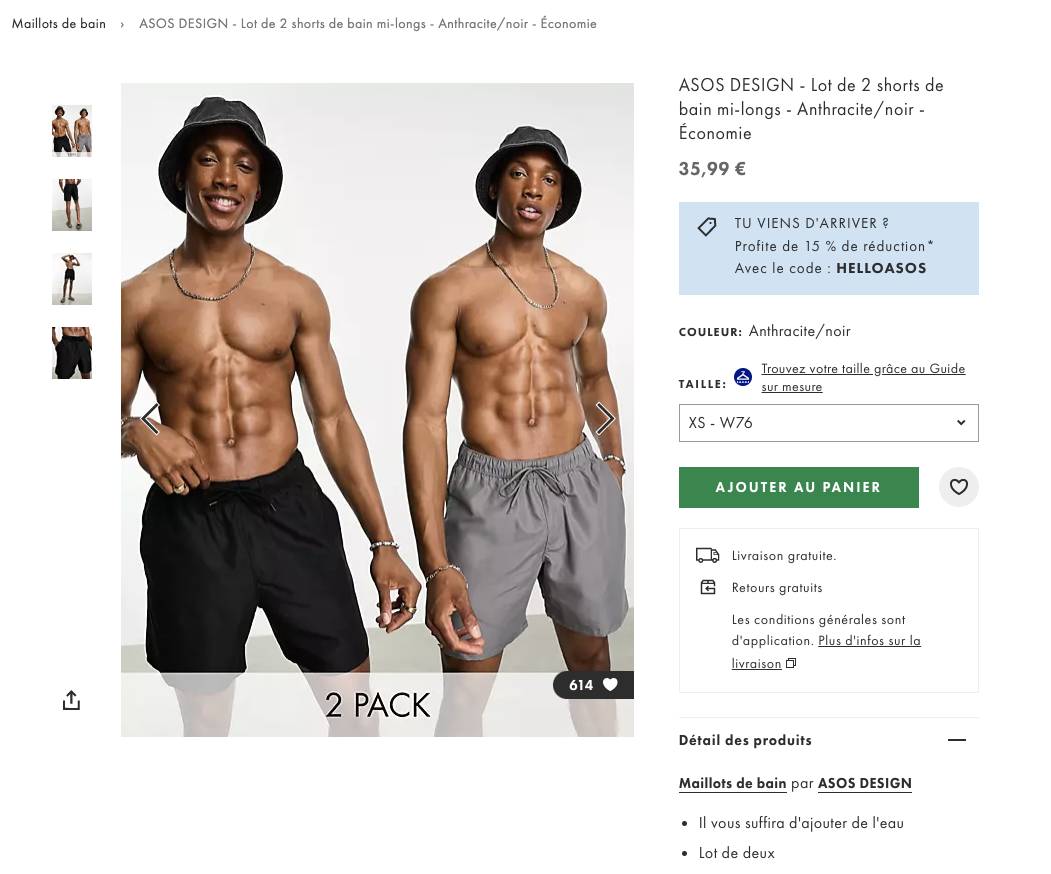 Maillots de bain › ASOS DESIGN - Lot de 2 shorts de bain mi-longs - Anthracite/noir - Économie
ASOS DESIGN - Lot de 2 shorts de
bain mi-longs - Anthracite/noir -
Économie
35,99 €
TU VIENS D'ARRIVER ?
Profite de 15 % de réduction*
Avec le code : HELLOASOS
COULEUR: Anthracite/noir
TAILLE:
Trouvez votre taille grâce au Guide
sur mesure
XS - W76
AJOUTER AU PANIER
Livraison gratuite.
Retours gratuits
Les conditions générales sont
d'application. Plus d'infos sur la
livraison
614
2 PACK
Détail des produits
Maillots de bain par ASOS DESIGN
• Il vous suffira d'ajouter de l'eau
• Lot de deux